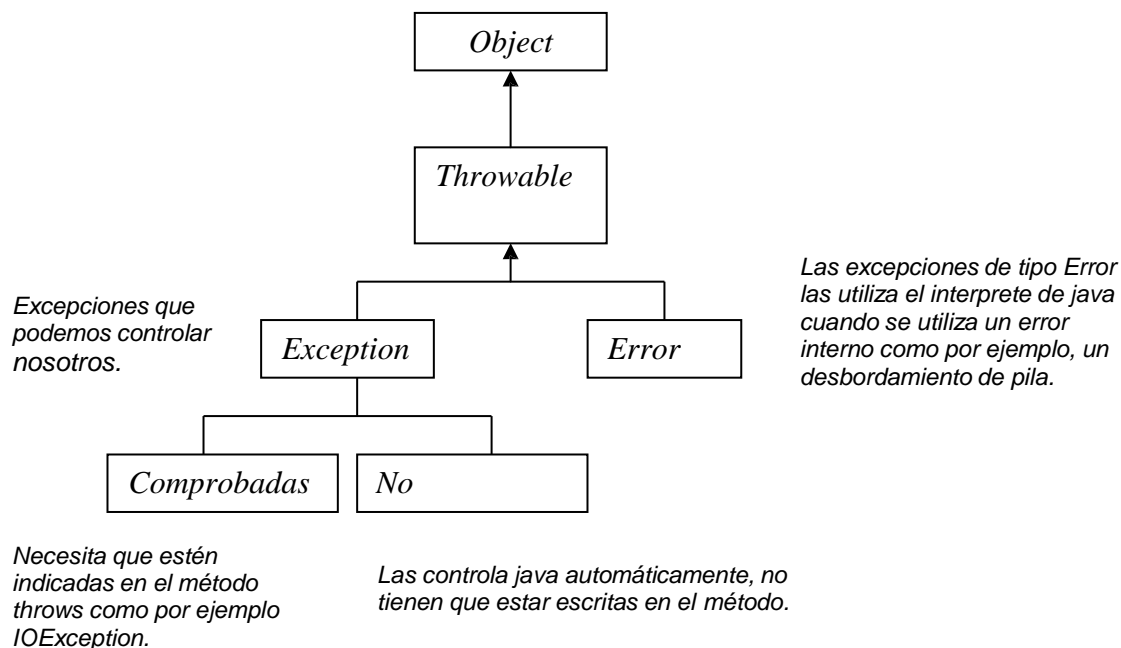 Object
Throwable
Excepciones que
podemos controlar
nosotros.
Exception
Error
Las excepciones de tipo Error
las utiliza el interprete de java
cuando se utiliza un error
interno como por ejemplo, un
desbordamiento de pila.
Comprobadas
No
Necesita que estén
indicadas en el método
throws como por ejemplo
IOException.
Las controla java automáticamente, no
tienen que estar escritas en el método.